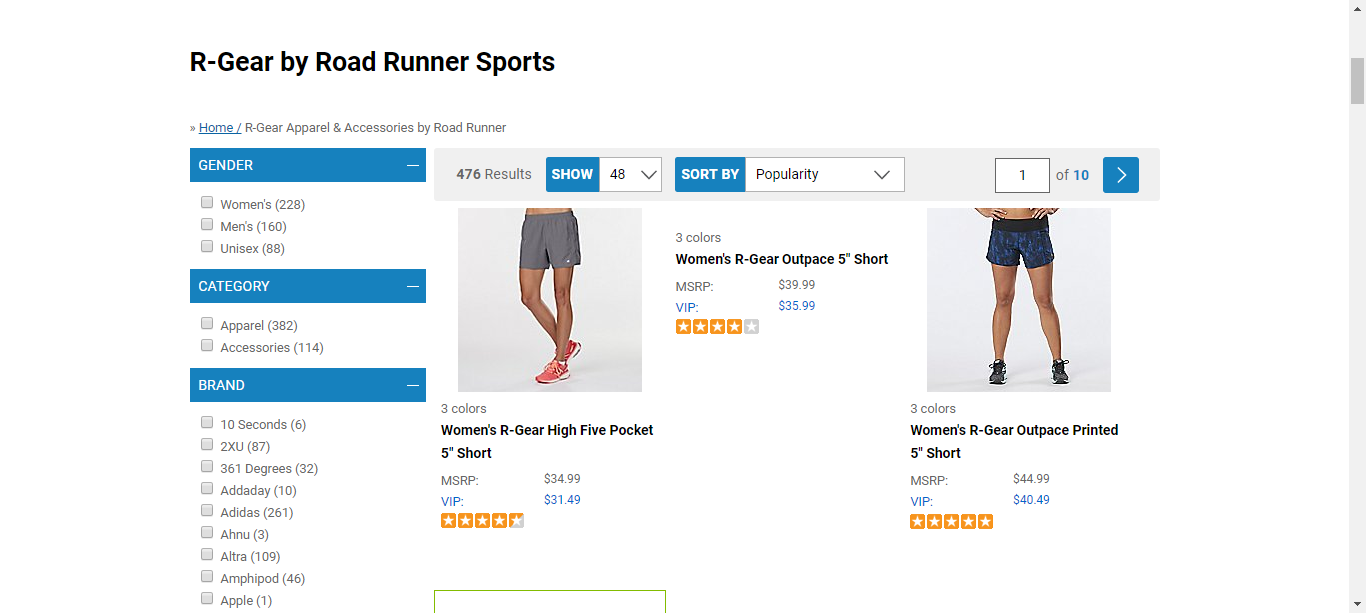 R-Gear by Road Runner Sports
» Home / R-Gear Apparel & Accessories by Road Runner
GENDER
Women's (228)
Men's (160)
Unisex (88)
CATEGORY
Apparel (382)
Accessories (114)
BRAND
10 Seconds (6)
2XU (87)
361 Degrees (32)
Addaday (10)
Adidas (261)
Ahnu (3)
Altra (109)
Amphipod (46)
Apple (1)
476 Results SHOW 48 SORT BY Popularity 1 of 10
3 colors
Women's R-Gear High Five Pocket
5" Short
MSRP: $34.99
VIP: $31.49
3 colors
Women's R-Gear Outpace 5" Short
MSRP: $39.99
VIP: $35.99
3 colors
Women's R-Gear Outpace Printed
5" Short
MSRP: $44.99
VIP: $40.49